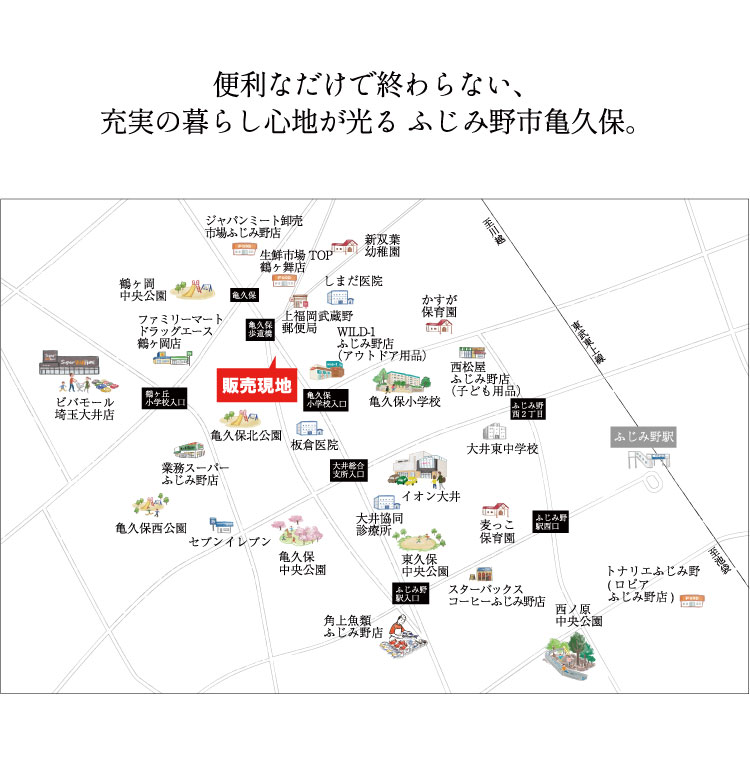 便利なだけで終わらない、
充実の暮らし心地が光る ふじみ野市亀久保。
ジャパンミート卸売
市場ふじみ野店
生鮮市場 TOP
鶴ヶ舞店
新双葉
幼稚園
至川越
鶴ヶ岡
中央公園
亀久保
しまだ医院
上福岡武蔵野
郵便局
かすが
保育園
ファミリーマート
ドラッグエース
鶴ヶ岡店
亀久保
歩道橋
WILD-1
ふじみ野店
(アウトドア用品)
東武東上線
西松屋
ふじみ野店
(子ども用品)
販売現地
ビバモール
埼玉大井店
鶴ヶ丘
小学校入口
亀久保
小学校入口
亀久保小学校
ふじみ野
西2丁目
亀久保北公園
板倉医院
大井東中学校
ふじみ野駅
業務スーパー
ふじみ野店
大井総合
支所入口
イオン大井
亀久保西公園
セブンイレブン
大井協同
診療所
麦っこ
保育園
ふじみ野
駅西口
亀久保
中央公園
東久保
中央公園
至池袋
ふじみ野
駅入口
スターバックス
コーヒーふじみ野店
トナリエふじみ野
(ロピア
ふじみ野店)
西ノ原
中央公園
角上魚類
ふじみ野店